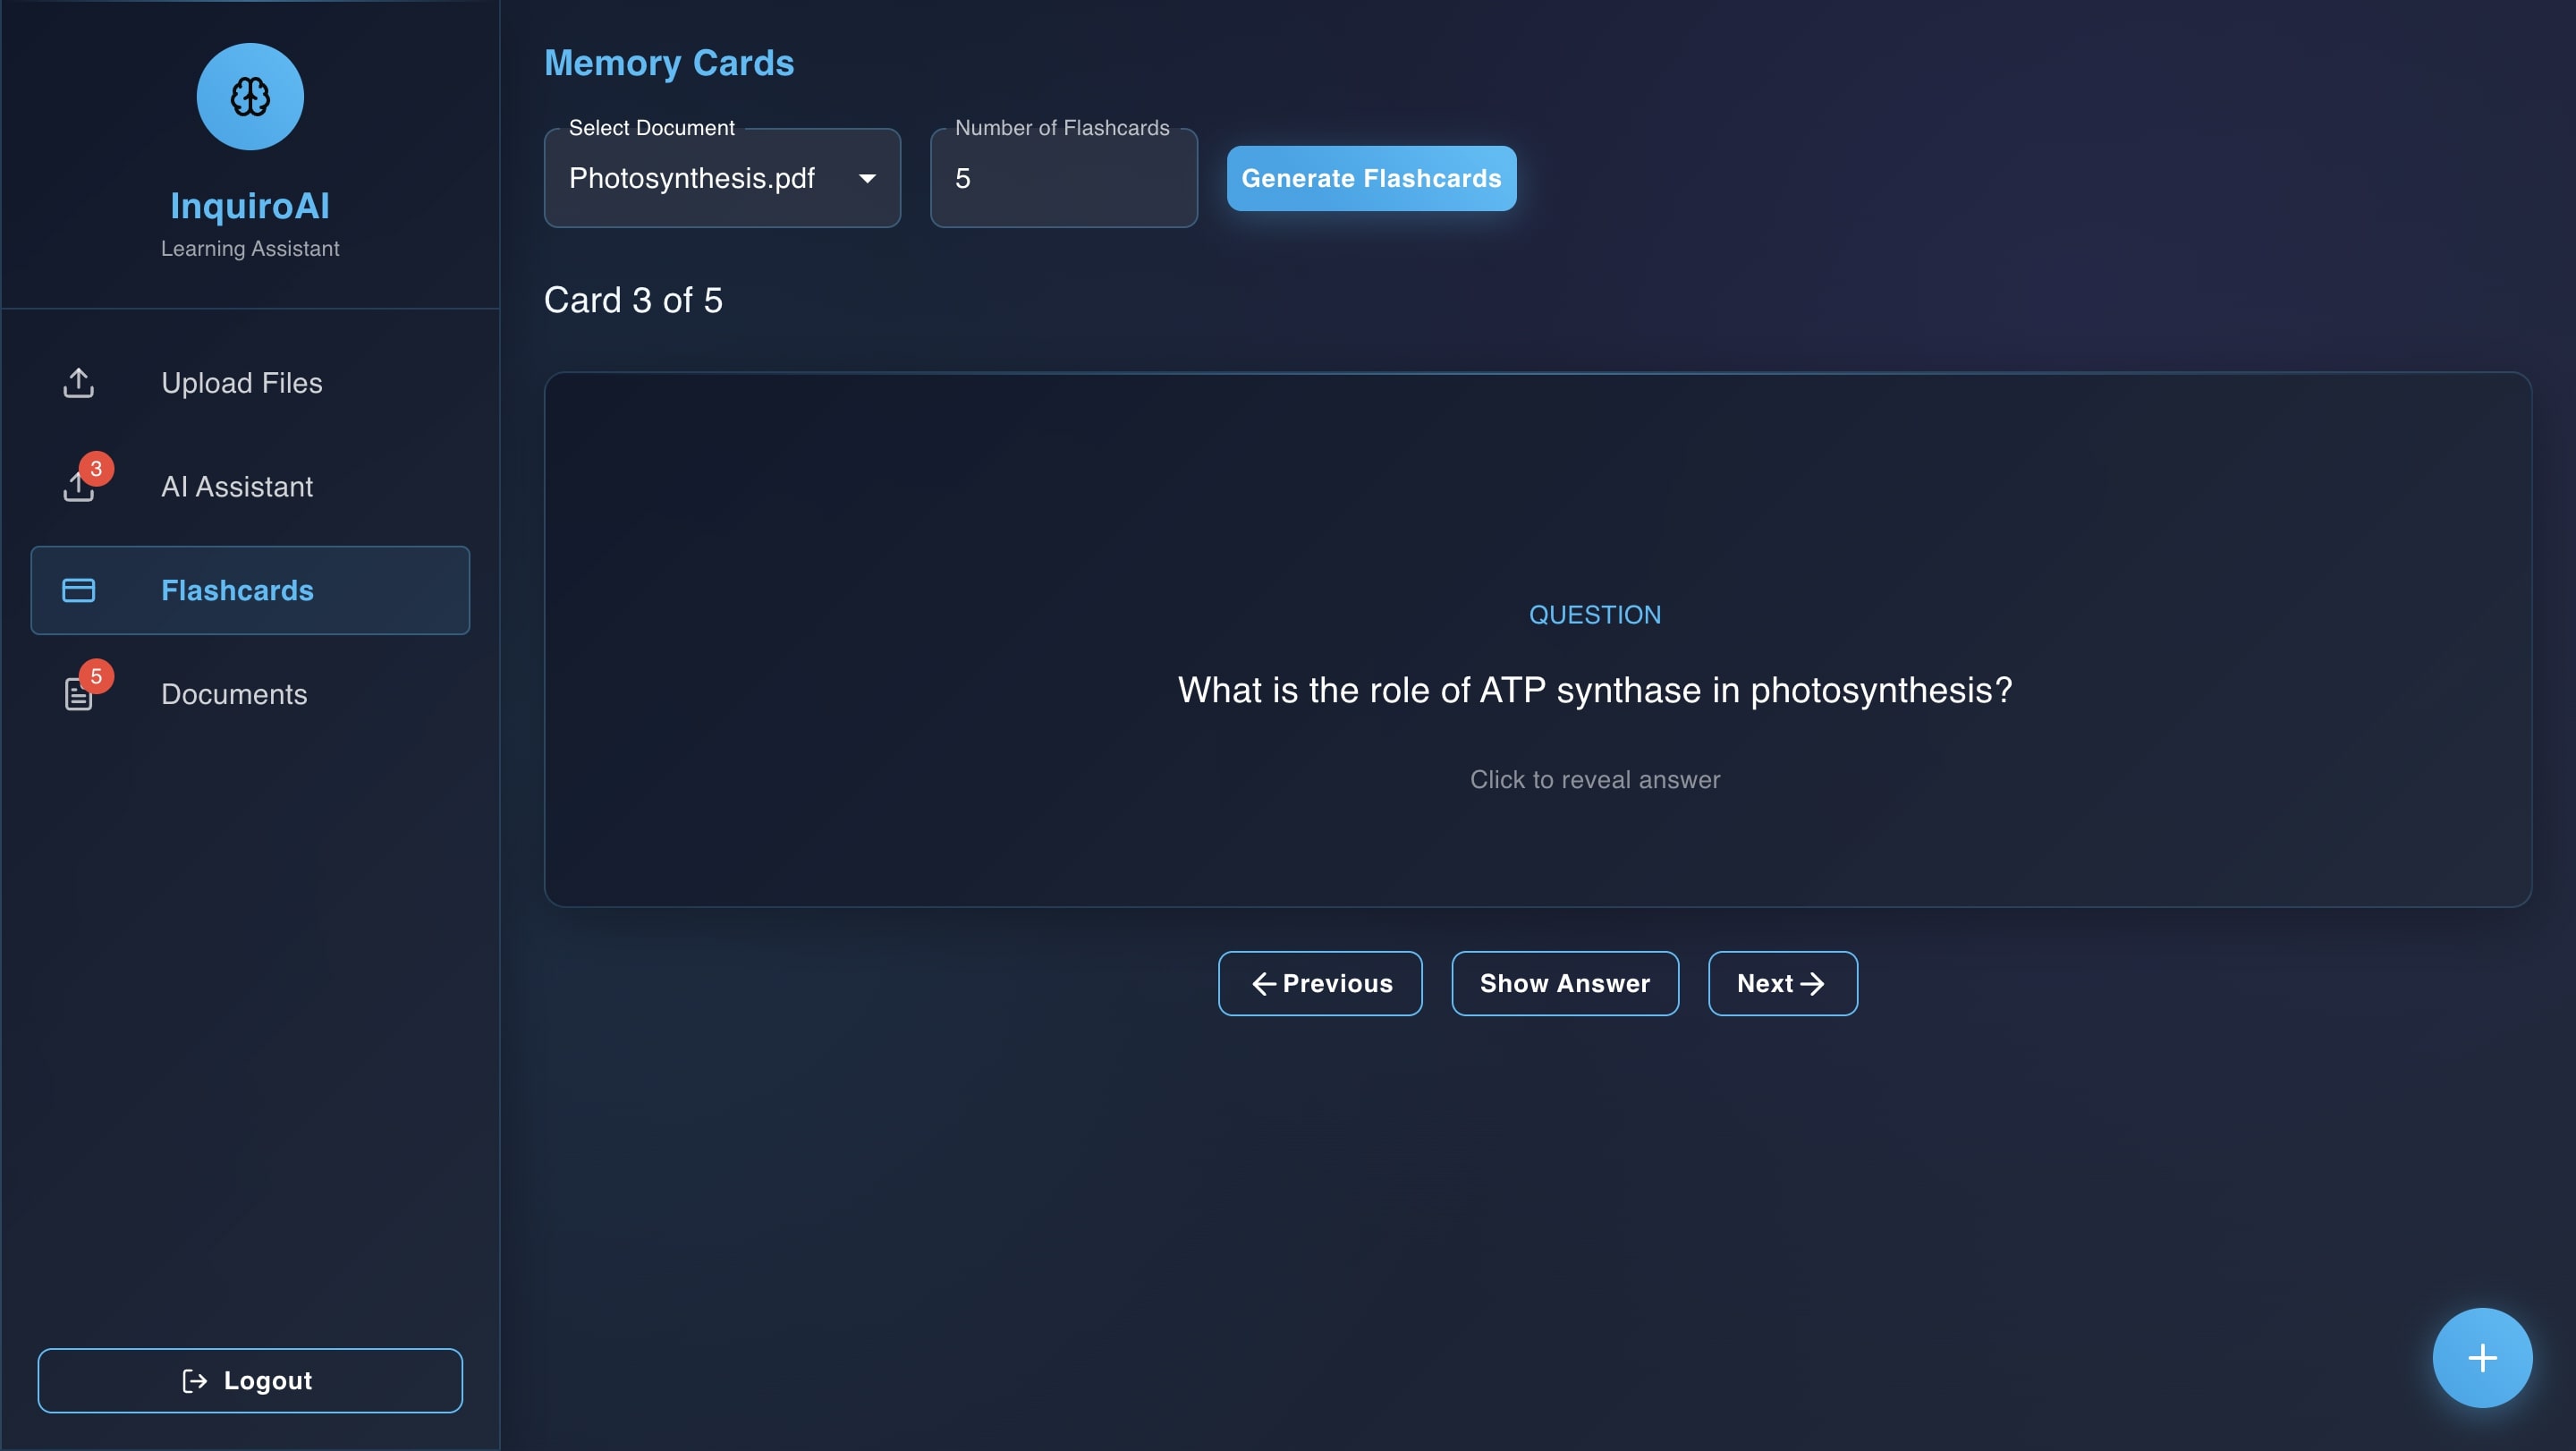 InquiroAI
Learning Assistant
Upload Files
3
AI Assistant
Flashcards
5
Documents
Logout
Memory Cards
Select Document
Photosynthesis.pdf
Number of Flashcards
5
Generate Flashcards
Card 3 of 5
QUESTION
What is the role of ATP synthase in photosynthesis?
Click to reveal answer
Previous
Show Answer
Next